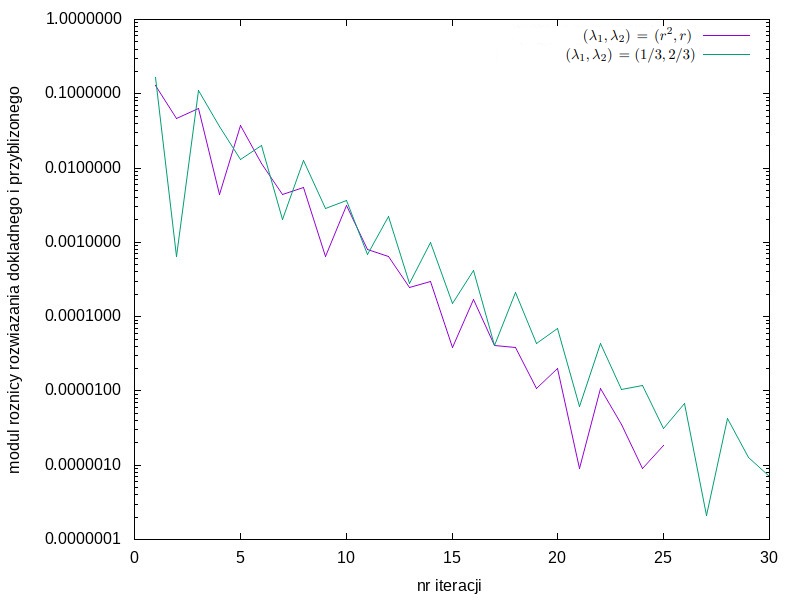 1.0000000
0.1000000
0.0100000
0.0010000
0.0001000
0.0000100
0.0000010
0.0000001
modul roznicy rozwiazania dokladnego i przyblizonego
(λ₁, λ₂) = (r², r)
(λ₁, λ₂) = (1/3, 2/3)
0 5 10 15 20 25 30
nr iteracji